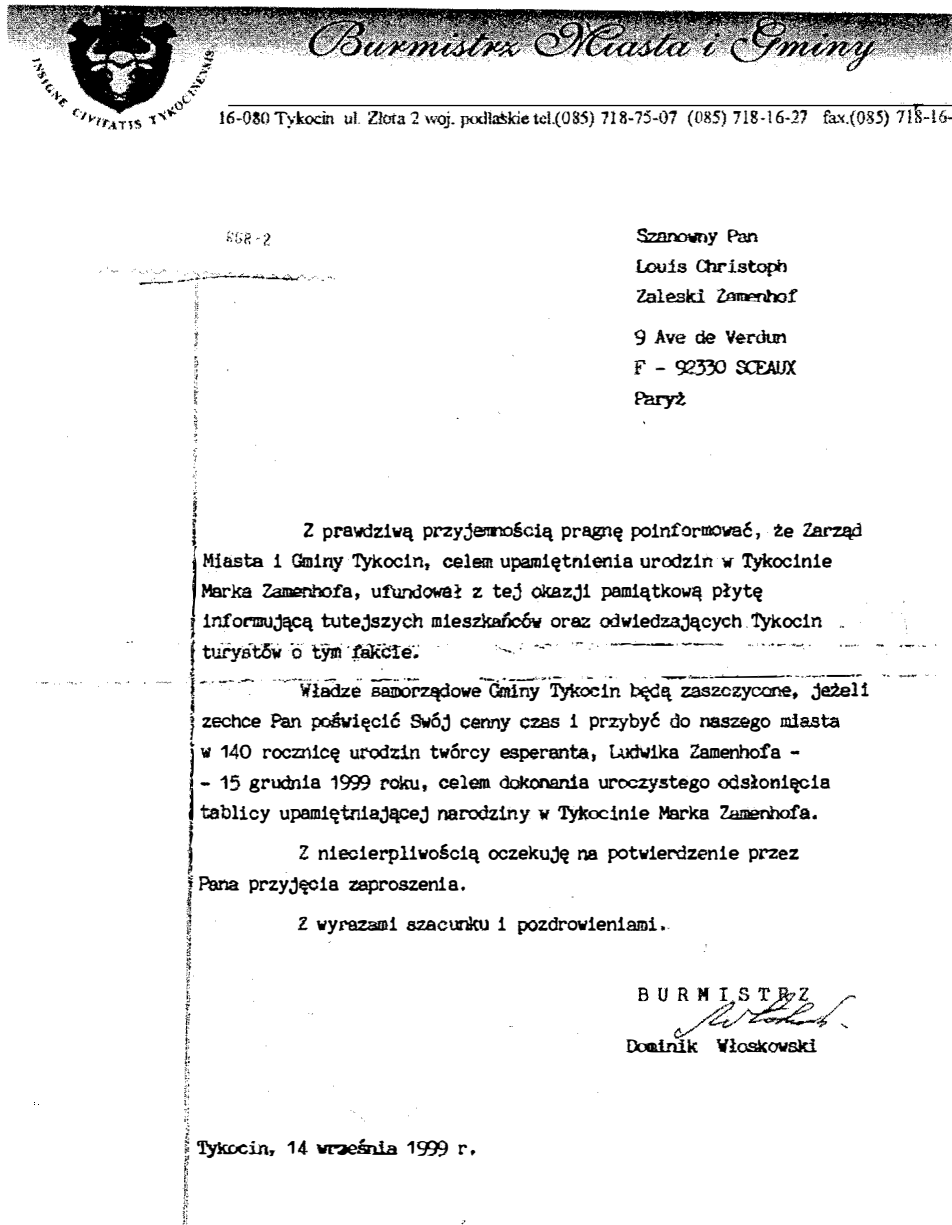 Burmistrz Miasta i Gminy
INSIGNE CIVITATIS TYKOCINENSIS
16-080 Tykocin ul. Złota 2 woj. podlaskie tel.(085) 718-75-07 (085) 718-16-27 fax.(085) 718-16-
Szanowny Pan
Louis Christoph
Zaleski Zamenhof
9 Ave de Verdun
F - 92330 SCEAUX
Paryż
Z prawdziwą przyjemnością pragnę poinformować, że Zarząd
Miasta i Gminy Tykocin, celem upamiętnienia urodzin w Tykocinie
Marka Zamenhofa, ufundował z tej okazji pamiątkową płytę
informującą tutejszych mieszkańców oraz odwiedzających Tykocin
turystów o tym fakcie.
Władze samorządowe Gminy Tykocin będą zaszczycone, jeżeli
zechce Pan poświęcić Swój cenny czas i przybyć do naszego miasta
w 140 rocznicę urodzin twórcy esperanta, Ludwika Zamenhofa -
- 15 grudnia 1999 roku, celem dokonania uroczystego odsłonięcia
tablicy upamiętniającej narodziny w Tykocinie Marka Zamenhofa.
Z niecierpliwością oczekuję na potwierdzenie przez
Pana przyjęcia zaproszenia.
Z wyrazami szacunku i pozdrowieniami.
BURMISTRZ
Dominik Włoskowski
Tykocin, 14 września 1999 r.